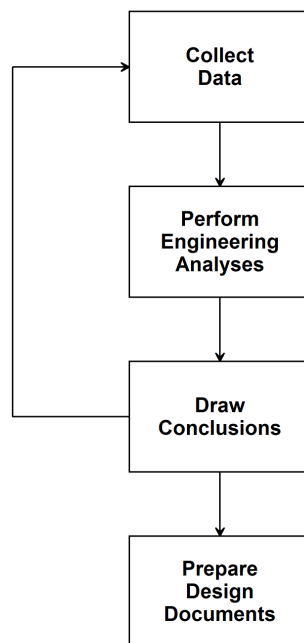 Collect
Data
Perform
Engineering
Analyses
Draw
Conclusions
Prepare
Design
Documents